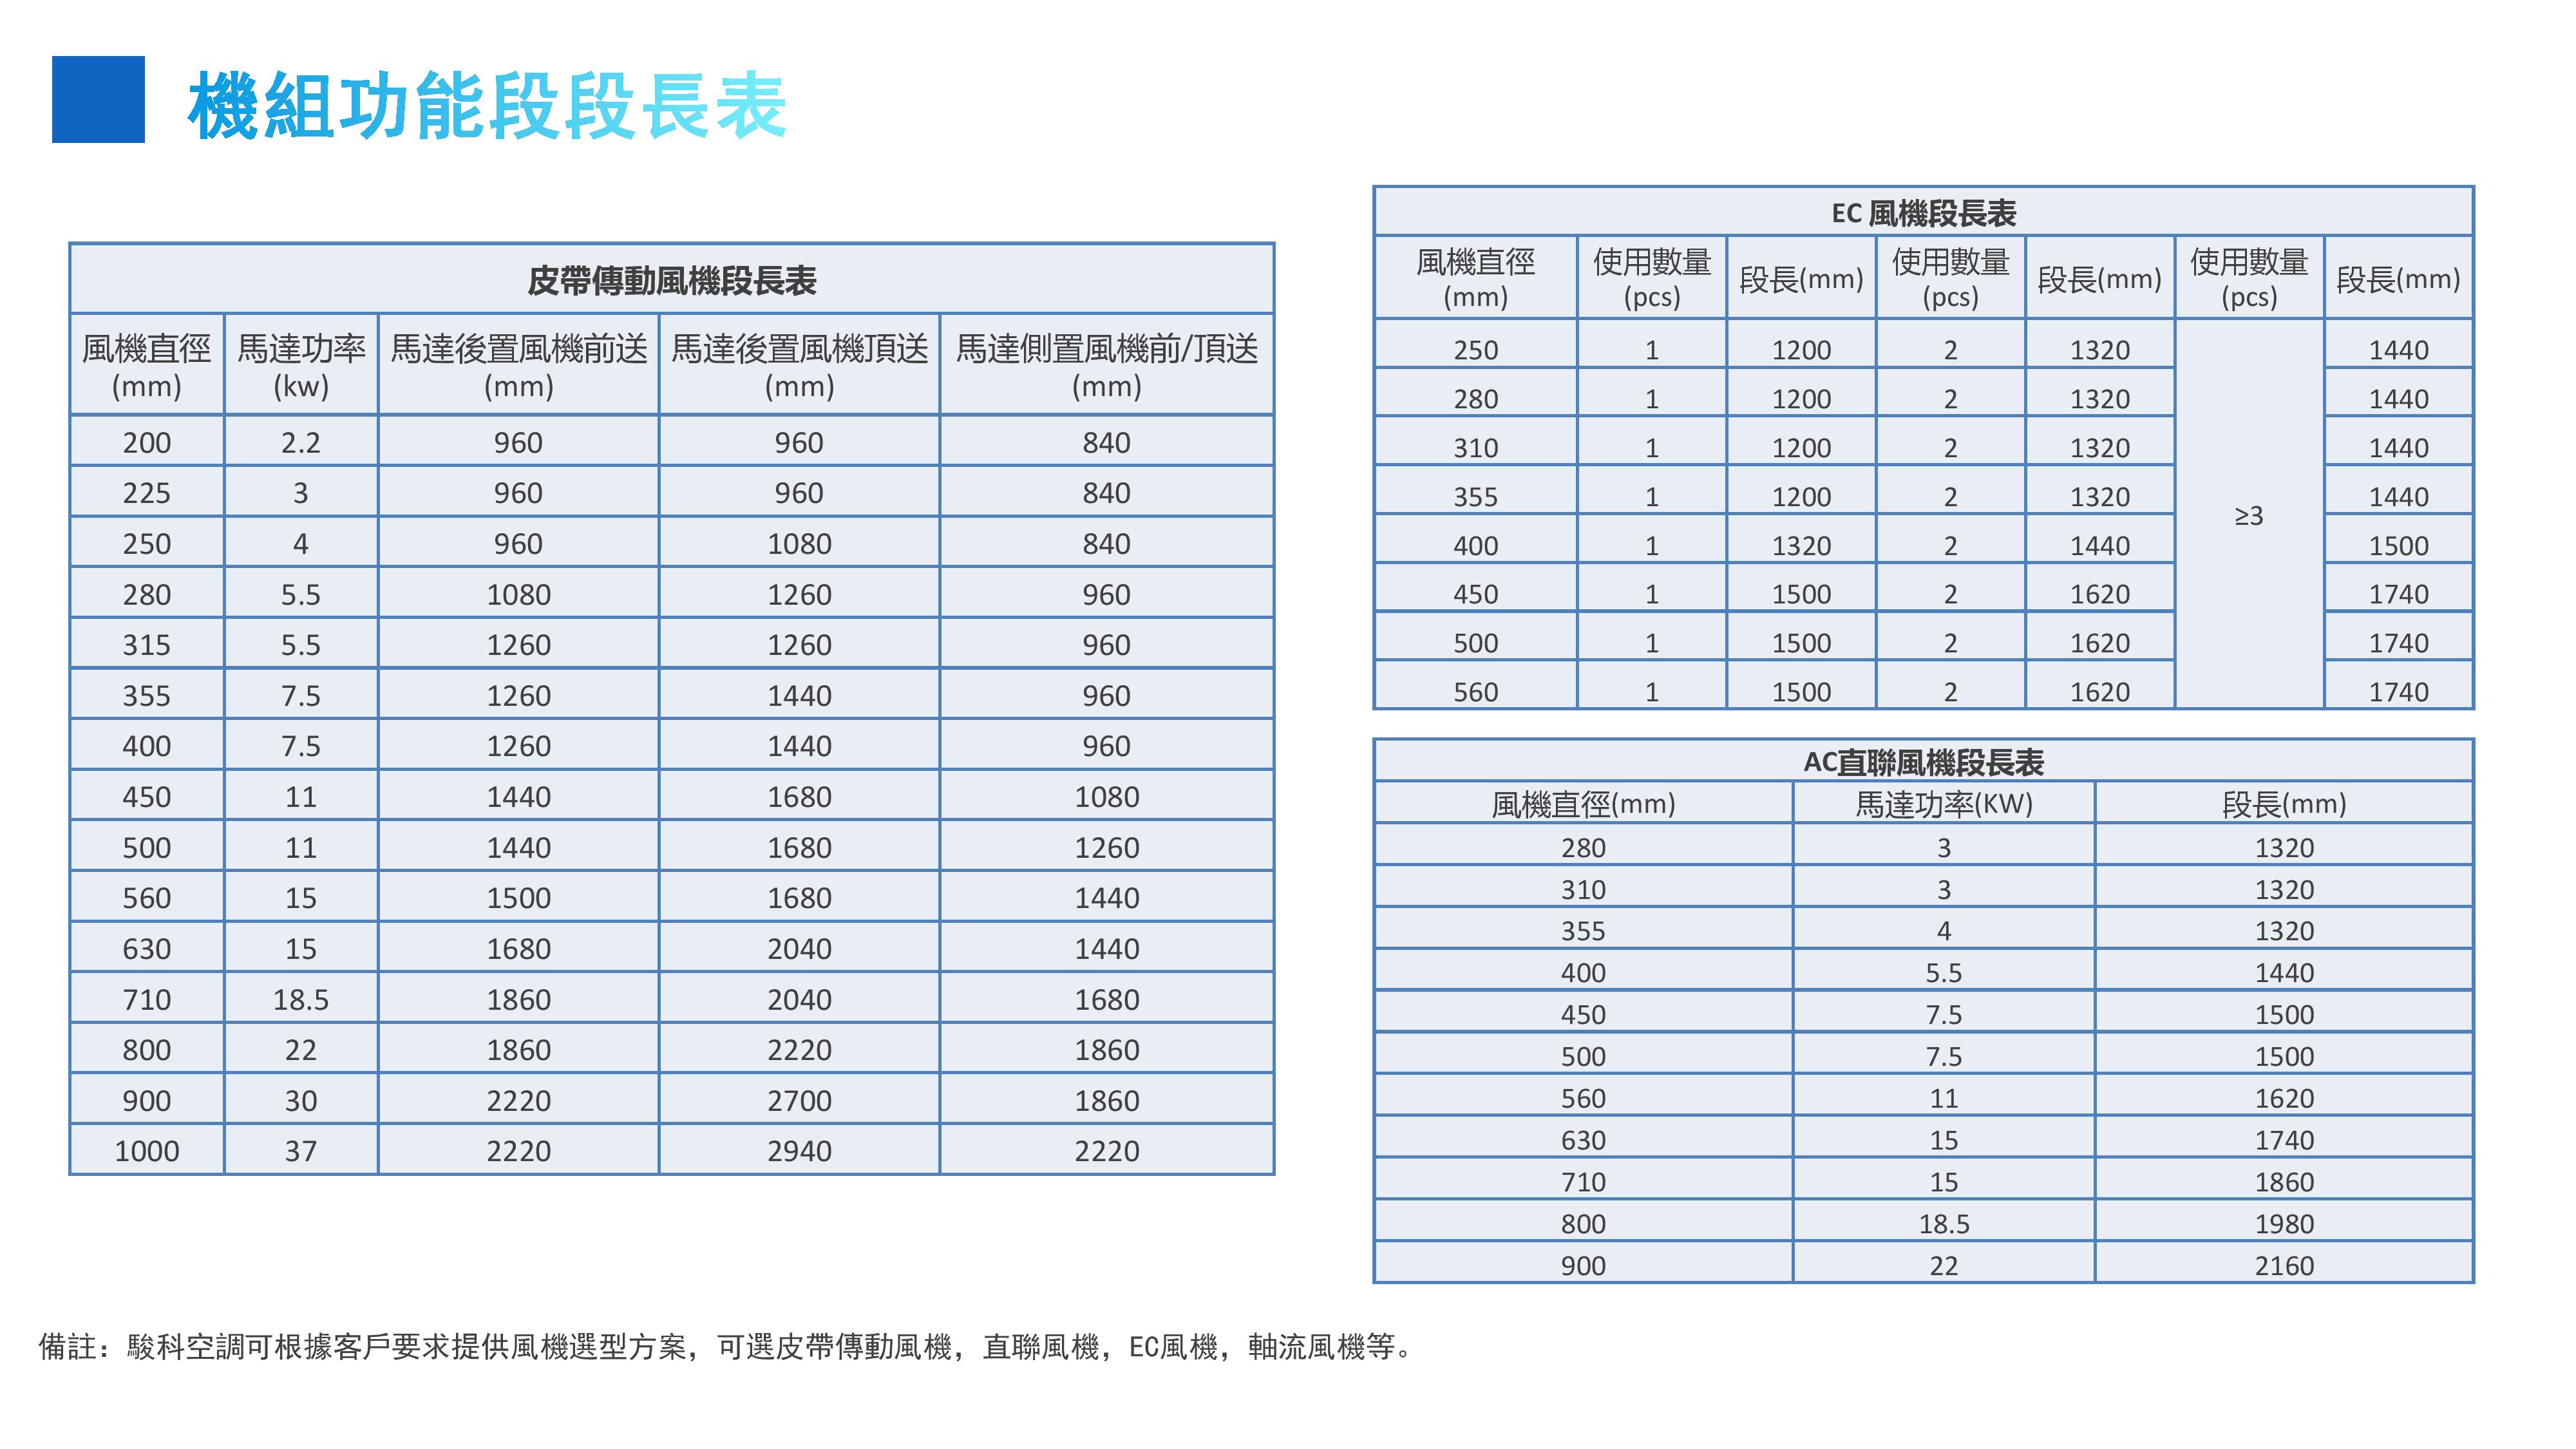 機組功能段段長表
皮帶傳動風機段長表
風機直徑(mm) 馬達功率(kw) 馬達後置風機前送(mm) 馬達後置風機頂送(mm) 馬達側置風機前/頂送(mm)
200 2.2 960 960 840
225 3 960 960 840
250 4 960 1080 840
280 5.5 1080 1260 960
315 5.5 1260 1260 960
355 7.5 1260 1440 960
400 7.5 1260 1440 960
450 11 1440 1680 1080
500 11 1440 1680 1260
560 15 1500 1680 1440
630 15 1680 2040 1440
710 18.5 1860 2040 1680
800 22 1860 2220 1860
900 30 2220 2700 1860
1000 37 2220 2940 2220
EC 風機段長表
風機直徑(mm) 使用數量(pcs) 段長(mm) 使用數量(pcs) 段長(mm) 使用數量(pcs) 段長(mm)
250 1 1200 2 1320 1440
280 1 1200 2 1320 1440
310 1 1200 2 1320 1440
355 1 1200 2 1320 1440
≥3
400 1 1320 2 1440 1500
450 1 1500 2 1620 1740
500 1 1500 2 1620 1740
560 1 1500 2 1620 1740
AC直聯風機段長表
風機直徑(mm) 馬達功率(KW) 段長(mm)
280 3 1320
310 3 1320
355 4 1320
400 5.5 1440
450 7.5 1500
500 7.5 1500
560 11 1620
630 15 1740
710 15 1860
800 18.5 1980
900 22 2160
備註：駿科空調可根據客戶要求提供風機選型方案，可選皮帶傳動風機，直聯風機，EC風機，軸流風機等。